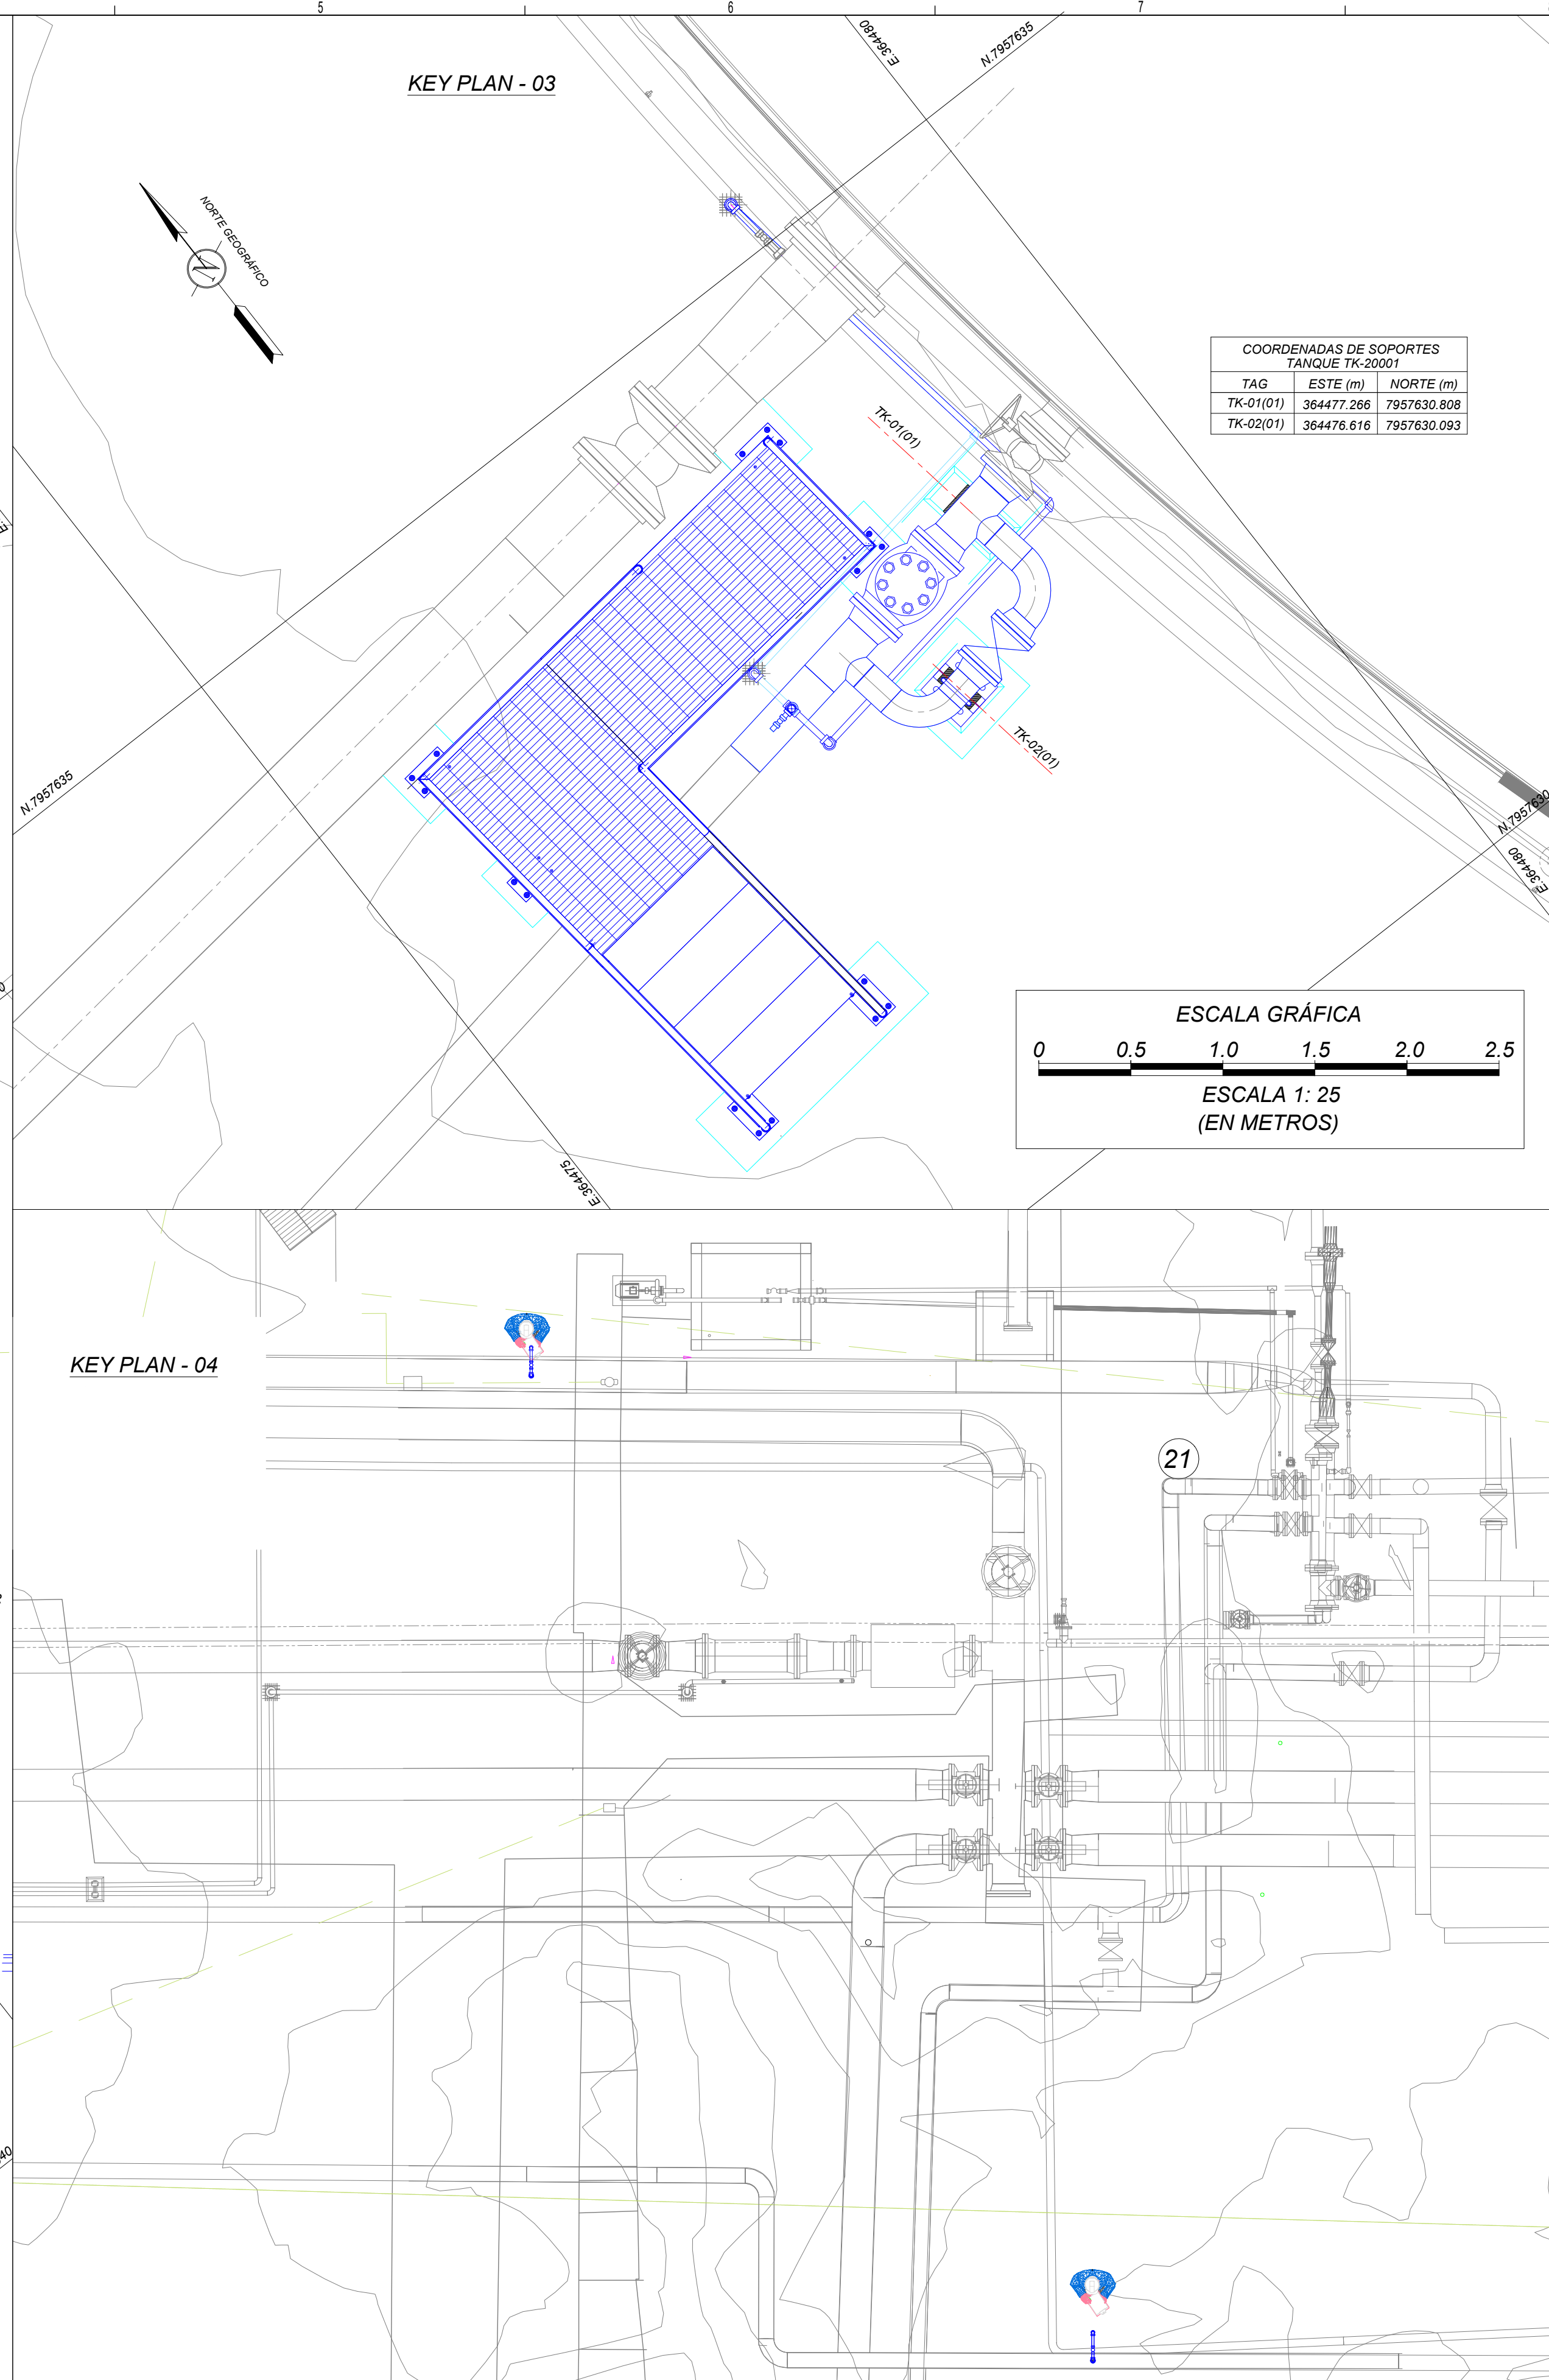 5
6
7
KEY PLAN - 03
E.364480
N.7957635
NORTE GEOGRÁFICO
N
COORDENADAS DE SOPORTES
TANQUE TK-20001
TAG ESTE (m) NORTE (m)
TK-01(01) 364477.266 7957630.808
TK-02(01) 364476.616 7957630.093
TK-01(01)
TK-02(01)
N.7957635
N.7957630
E.364480
E.364475
ESCALA GRÁFICA
0 0.5 1.0 1.5 2.0 2.5
ESCALA 1: 25
(EN METROS)
KEY PLAN - 04
21